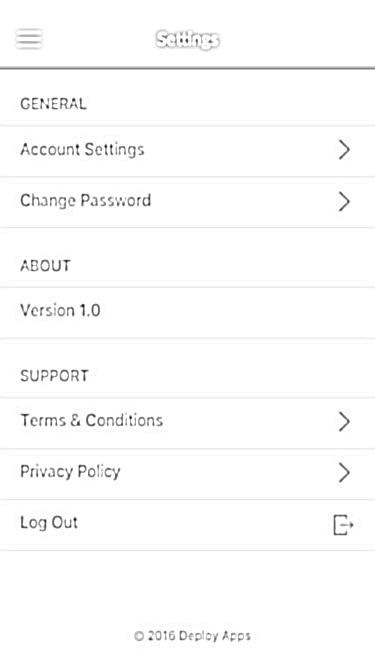 Settings
GENERAL
Account Settings
Change Password
ABOUT
Version 1.0
SUPPORT
Terms & Conditions
Privacy Policy
Log Out
© 2016 Deploy Apps